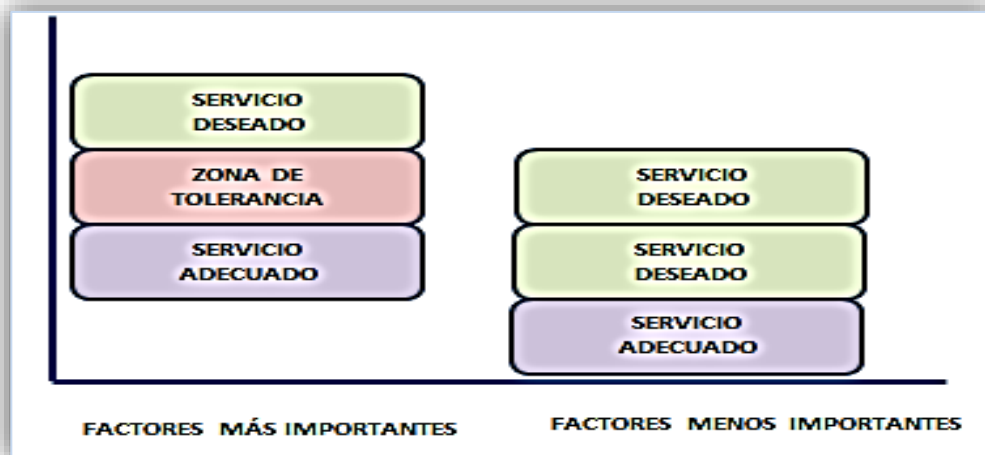 SERVICIO
DESEADO
ZONA DE
TOLERANCIA
SERVICIO
ADECUADO
SERVICIO
DESEADO
SERVICIO
DESEADO
SERVICIO
ADECUADO
FACTORES MÁS IMPORTANTES
FACTORES MENOS IMPORTANTES